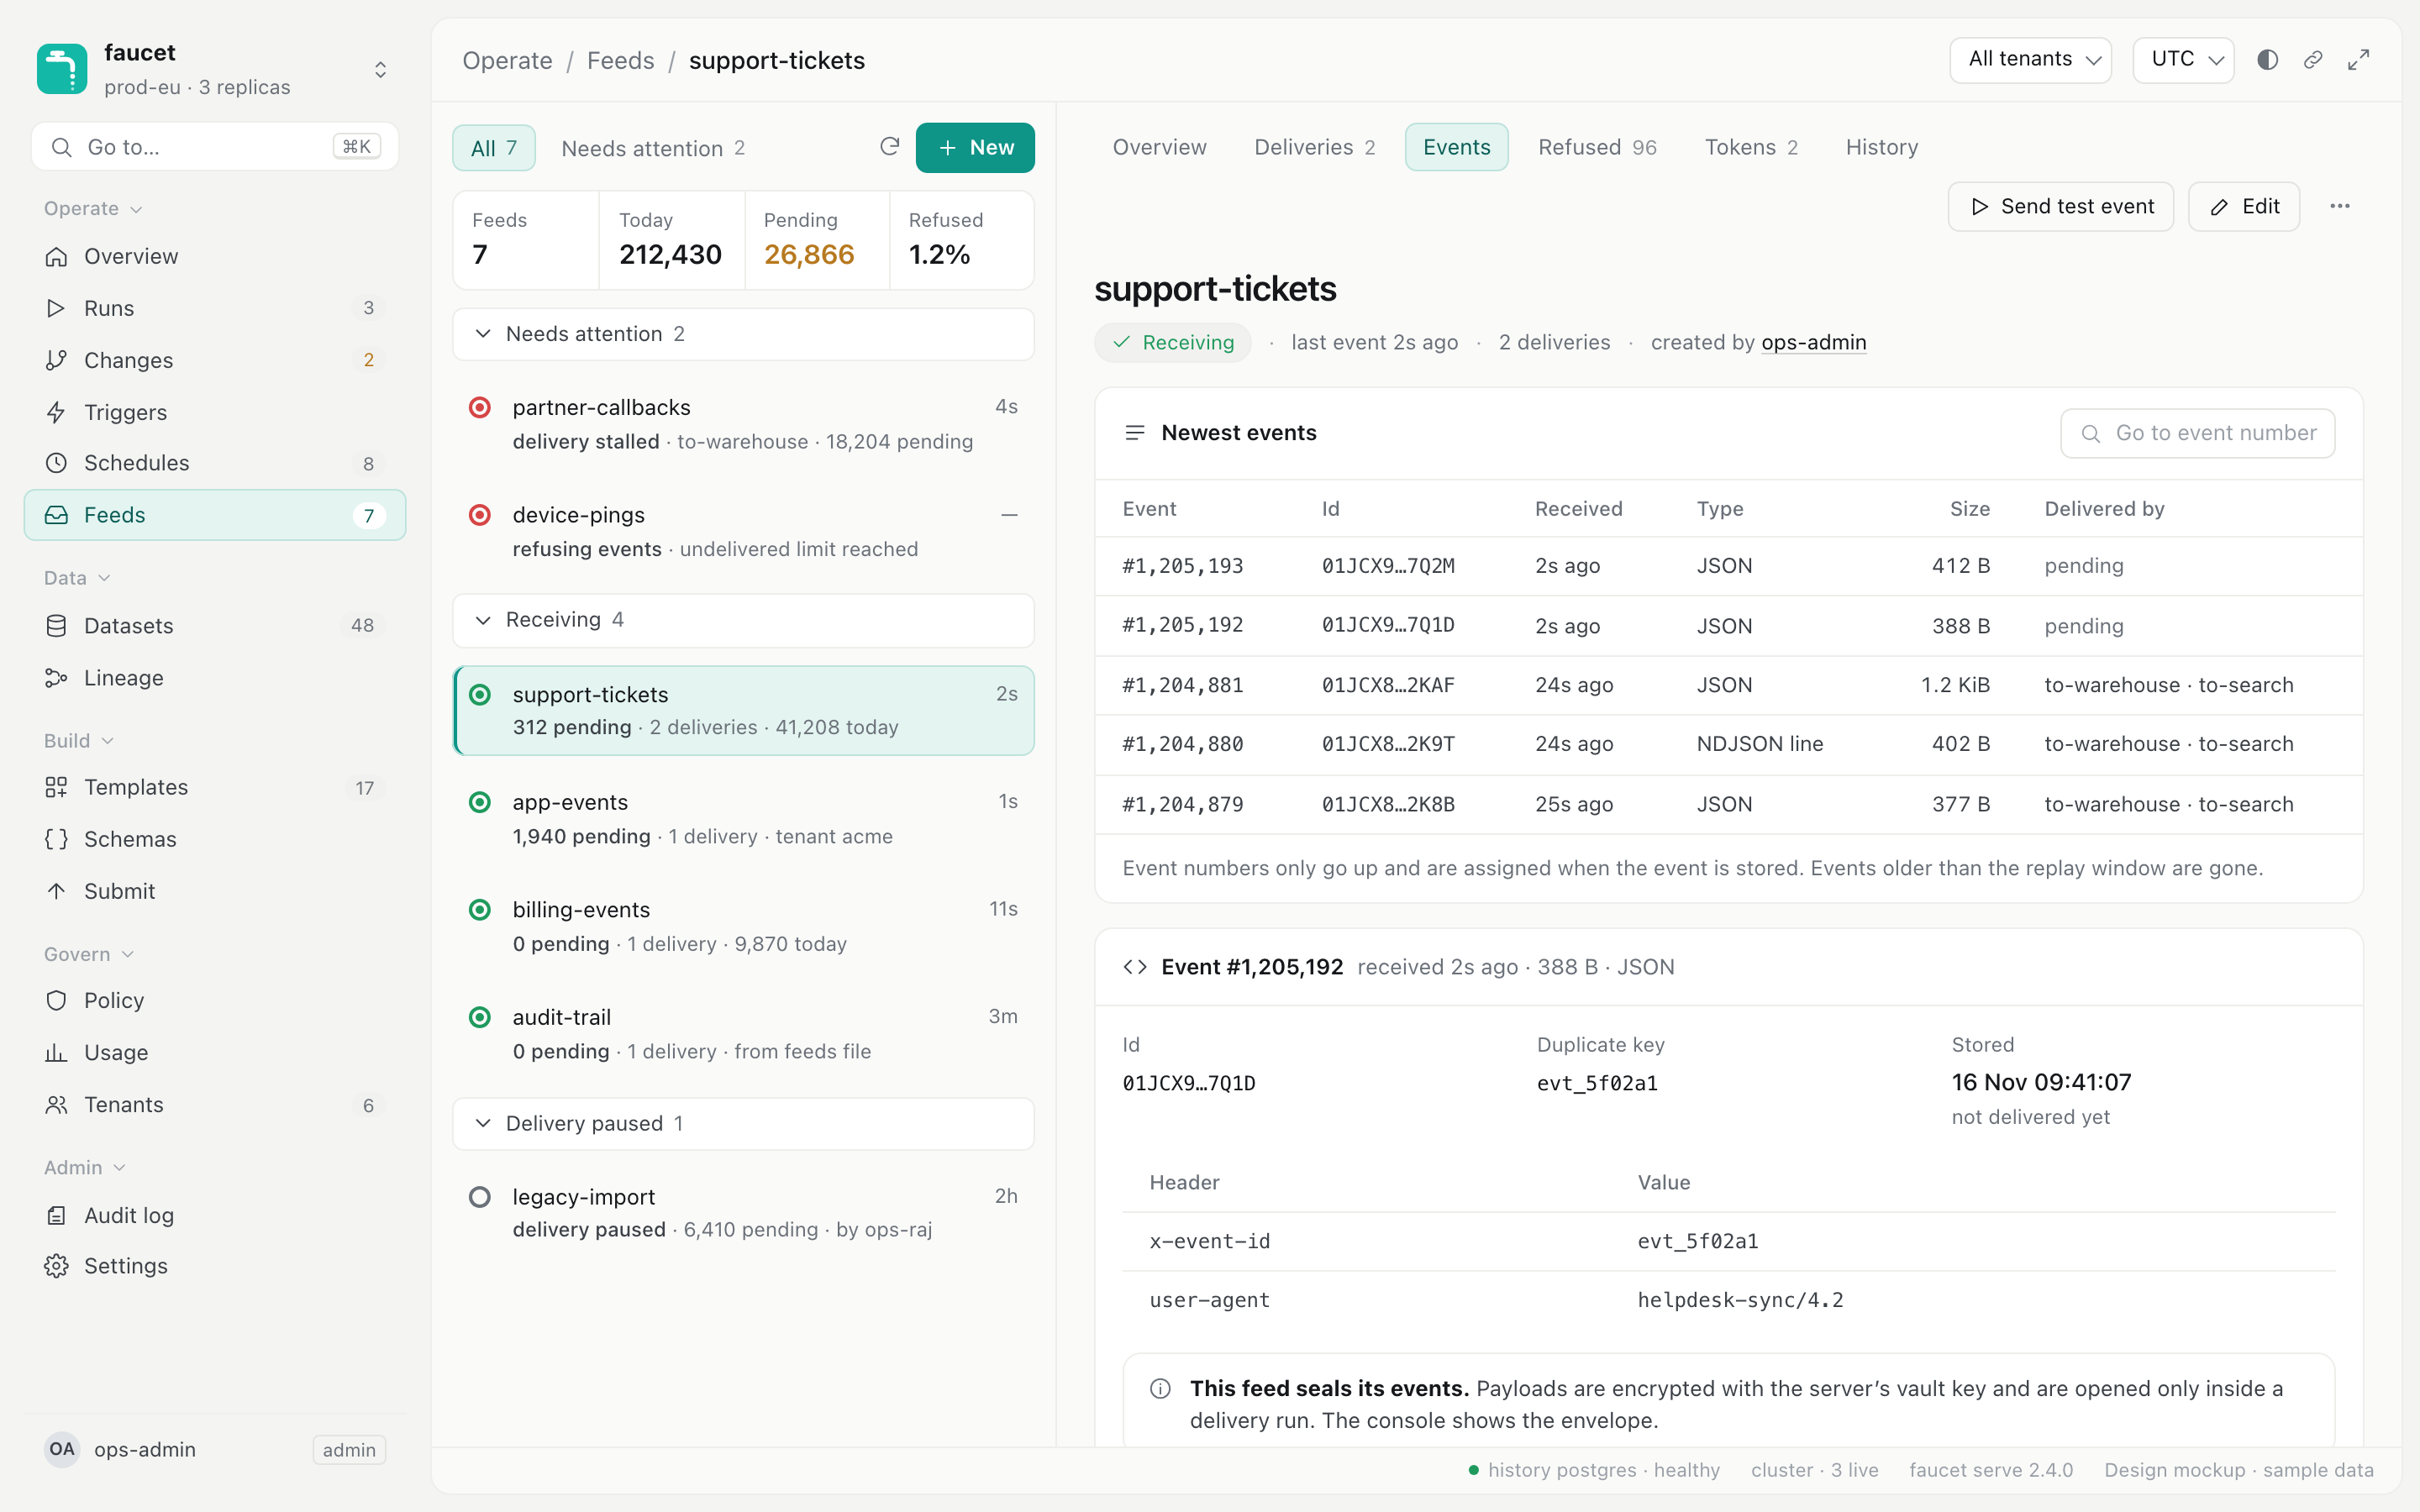 faucet
prod-eu · 3 replicas
Go to... ⌘K
Operate
Overview
Runs 3
Changes 2
Triggers
Schedules 8
Feeds 7
Data
Datasets 48
Lineage
Build
Templates 17
Schemas
Submit
Govern
Policy
Usage
Tenants 6
Admin
Audit log
Settings
OA ops-admin admin
Operate / Feeds / support-tickets
All tenants UTC
All 7 Needs attention 2 New
Feeds Today Pending Refused
7 212,430 26,866 1.2%
Needs attention 2
partner-callbacks 4s
delivery stalled · to-warehouse · 18,204 pending
device-pings —
refusing events · undelivered limit reached
Receiving 4
support-tickets 2s
312 pending · 2 deliveries · 41,208 today
app-events 1s
1,940 pending · 1 delivery · tenant acme
billing-events 11s
0 pending · 1 delivery · 9,870 today
audit-trail 3m
0 pending · 1 delivery · from feeds file
Delivery paused 1
legacy-import 2h
delivery paused · 6,410 pending · by ops-raj
Overview Deliveries 2 Events Refused 96 Tokens 2 History
Send test event Edit
support-tickets
Receiving · last event 2s ago · 2 deliveries · created by ops-admin
Newest events Go to event number
Event Id Received Type Size Delivered by
#1,205,193 01JCX9…7Q2M 2s ago JSON 412 B pending
#1,205,192 01JCX9…7Q1D 2s ago JSON 388 B pending
#1,204,881 01JCX8…2KAF 24s ago JSON 1.2 KiB to-warehouse · to-search
#1,204,880 01JCX8…2K9T 24s ago NDJSON line 402 B to-warehouse · to-search
#1,204,879 01JCX8…2K8B 25s ago JSON 377 B to-warehouse · to-search
Event numbers only go up and are assigned when the event is stored. Events older than the replay window are gone.
Event #1,205,192 received 2s ago · 388 B · JSON
Id Duplicate key Stored
01JCX9…7Q1D evt_5f02a1 16 Nov 09:41:07
not delivered yet
Header Value
x-event-id evt_5f02a1
user-agent helpdesk-sync/4.2
This feed seals its events. Payloads are encrypted with the server’s vault key and are opened only inside a
delivery run. The console shows the envelope.
history postgres · healthy cluster · 3 live faucet serve 2.4.0 Design mockup · sample data